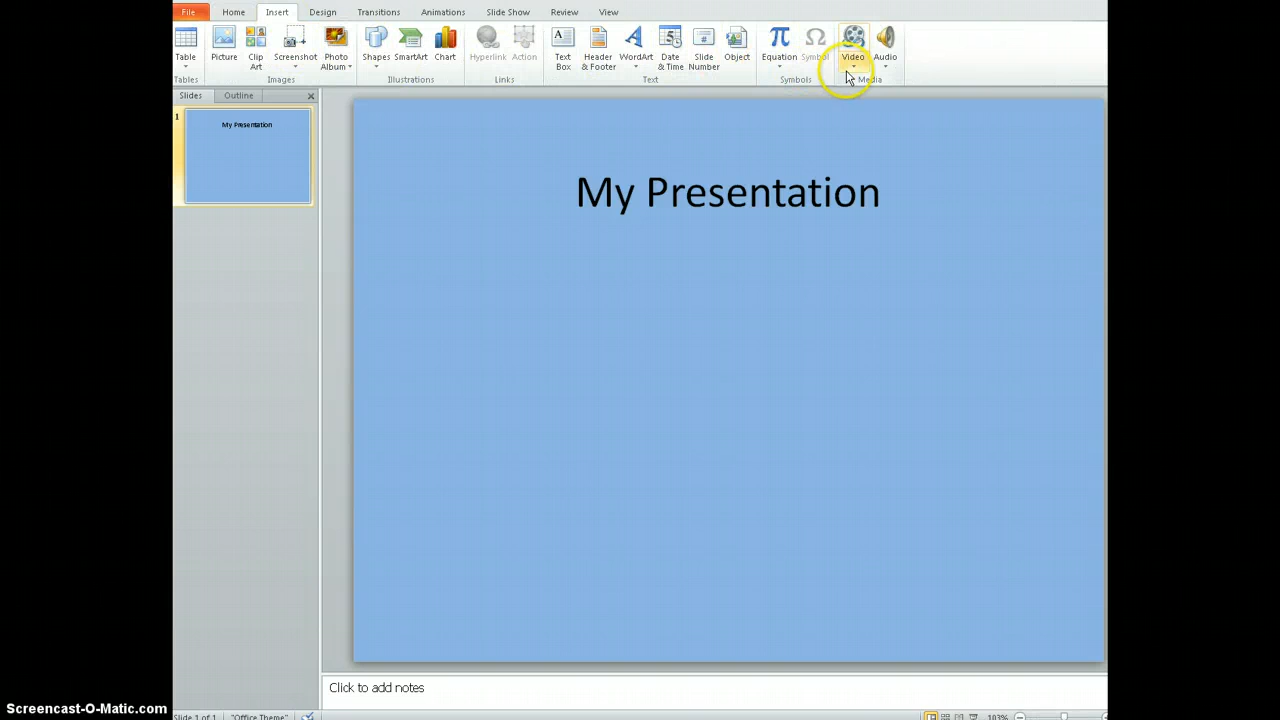 File Home Insert Design Transitions Animations Slide Show Review View
Table Picture Clip Art Screenshot Photo Album Shapes SmartArt Chart Hyperlink Action Text Box Header & Footer WordArt Date & Time Slide Number Object Equation Symbol Video Audio
Tables Images Illustrations Links Text Symbols Media
Slides Outline
1
My Presentation
My Presentation
Click to add notes
Slide 1 of 1 "Office Theme" 103%
Screencast-O-Matic.com